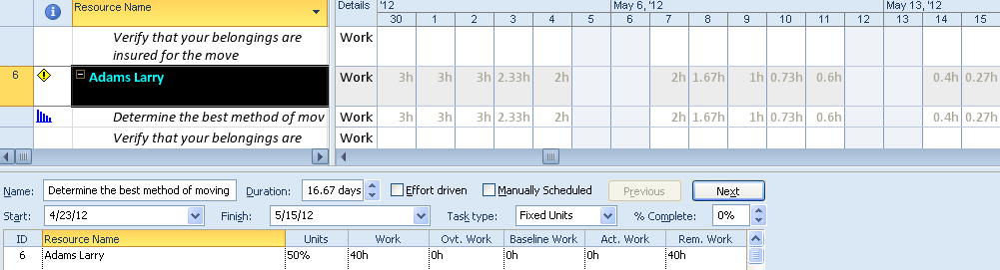 Resource Name Details '12 May 6, '12 May 13, '12
30 1 2 3 4 5 6 7 8 9 10 11 12 13 14 15
Verify that your belongings are Work
insured for the move
6 Adams Larry Work 3h 3h 3h 2.33h 2h 2h 1.67h 1h 0.73h 0.6h 0.4h 0.27h
Determine the best method of mov Work 3h 3h 3h 2.33h 2h 2h 1.67h 1h 0.73h 0.6h 0.4h 0.27h
Verify that your belongings are Work
Name: Determine the best method of moving Duration: 16.67 days Effort driven Manually Scheduled Previous Next
Start: 4/23/12 Finish: 5/15/12 Task type: Fixed Units % Complete: 0%
ID Resource Name Units Work Ovt. Work Baseline Work Act. Work Rem. Work
6 Adams Larry 50% 40h 0h 0h 0h 40h